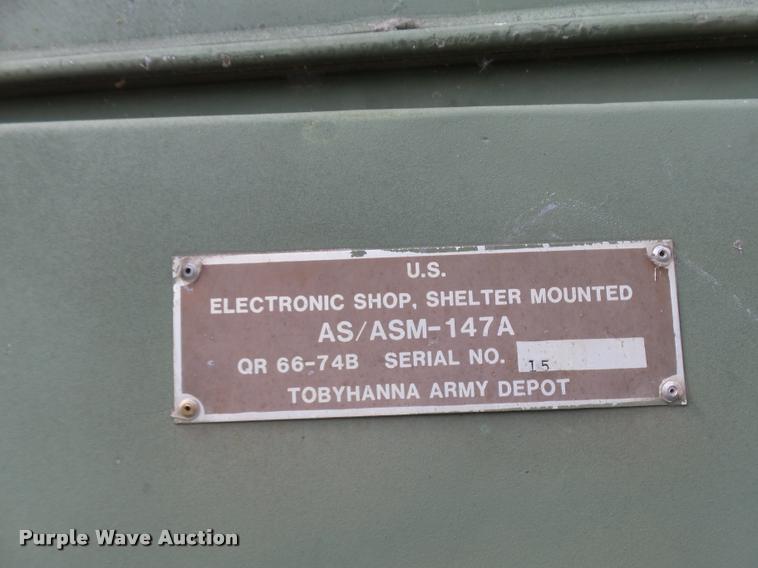 U.S.
ELECTRONIC SHOP, SHELTER MOUNTED
AS/ASM-147A
QR 66-74B SERIAL NO. 15
TOBYHANNA ARMY DEPOT
Purple Wave Auction